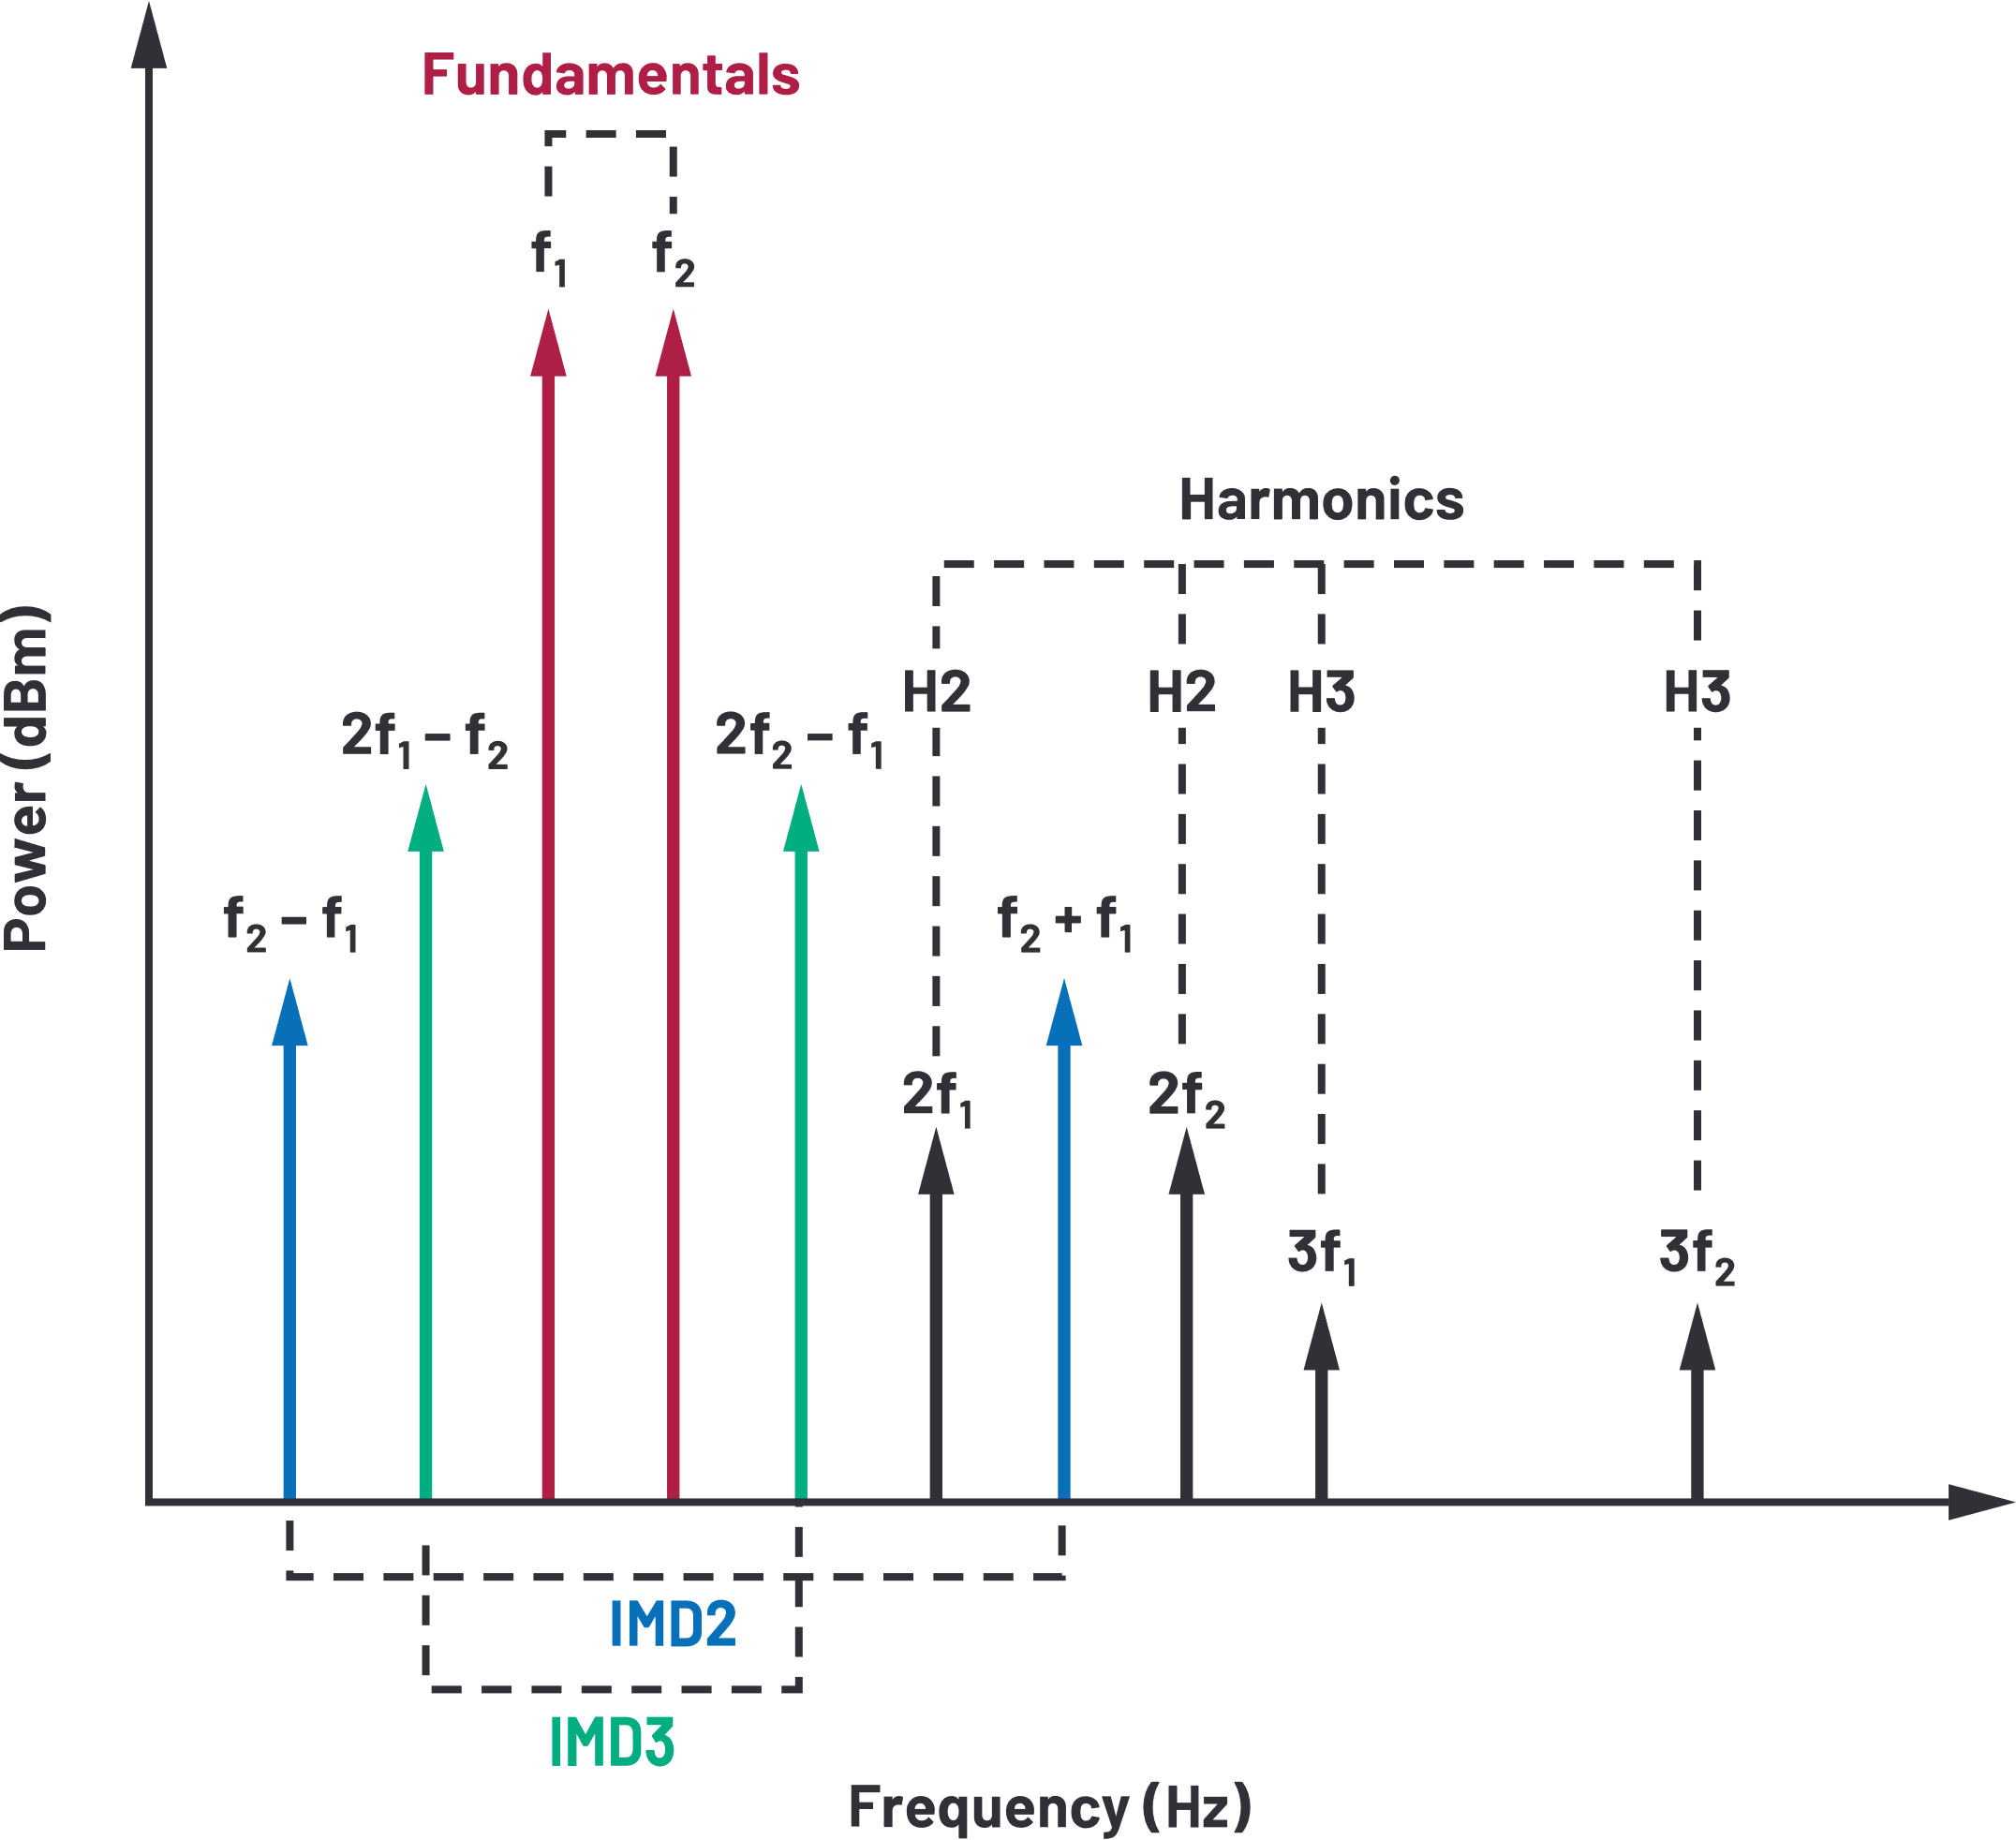 Fundamentals
f₁ f₂
Harmonics
H2 H2 H3 H3
2f₁ – f₂ 2f₂ – f₁
f₂ – f₁ f₂ + f₁
2f₁ 2f₂
3f₁ 3f₂
Power (dBm)
IMD2
IMD3
Frequency (Hz)